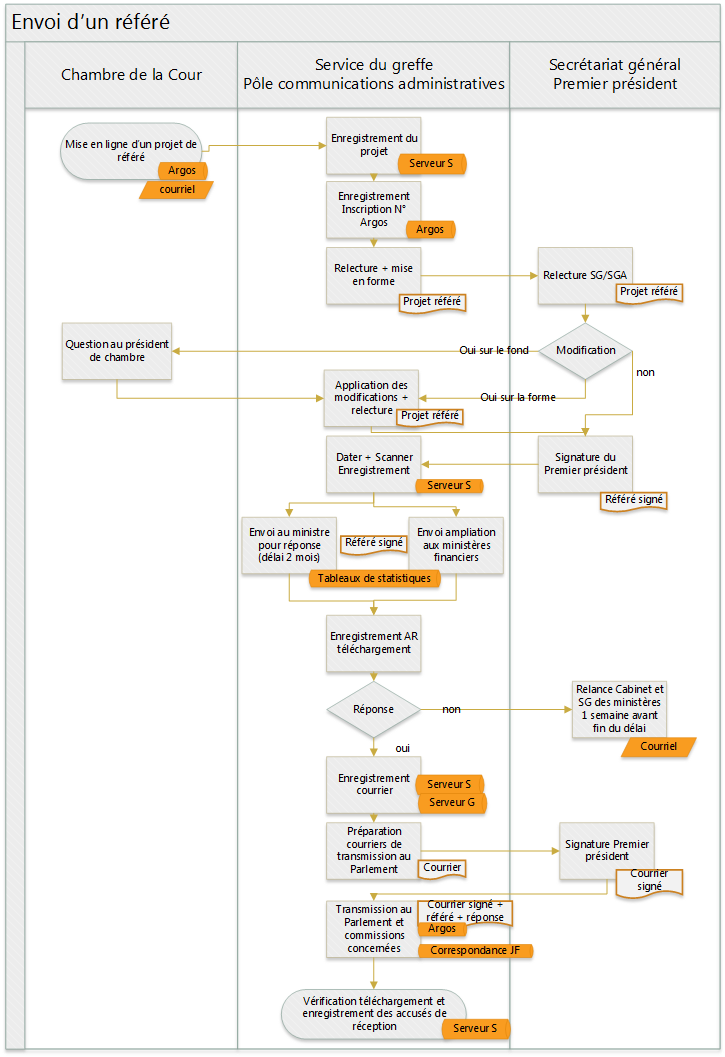 Envoi d'un référé
Chambre de la Cour
Service du greffe
Pôle communications administratives
Secrétariat général
Premier président
Mise en ligne d'un projet de
référé
Argos
courriel
Enregistrement du
projet
Serveur S
Enregistrement
Inscription N°
Argos
Argos
Relecture + mise
en forme
Projet référé
Relecture SG/SGA
Projet référé
Modification
Oui sur le fond
non
Question au président
de chambre
Oui sur la forme
Application des
modifications +
relecture
Projet référé
Signature du
Premier président
Référé signé
Dater + Scanner
Enregistrement
Serveur S
Envoi au ministre
pour réponse
(délai 2 mois)
Référé signé
Envoi ampliation
aux ministères
financiers
Tableaux de statistiques
Enregistrement AR
téléchargement
Réponse
non
Relance Cabinet et
SG des ministères
1 semaine avant
fin du délai
Courriel
oui
Enregistrement
courrier
Serveur S
Serveur G
Préparation
courriers de
transmission au
Parlement
Courrier
Signature Premier
président
Courrier
signé
Transmission au
Parlement et
commissions
concernées
Courrier signé +
référé + réponse
Argos
Correspondance JF
Vérification téléchargement et
enregistrement des accusés de
réception
Serveur S